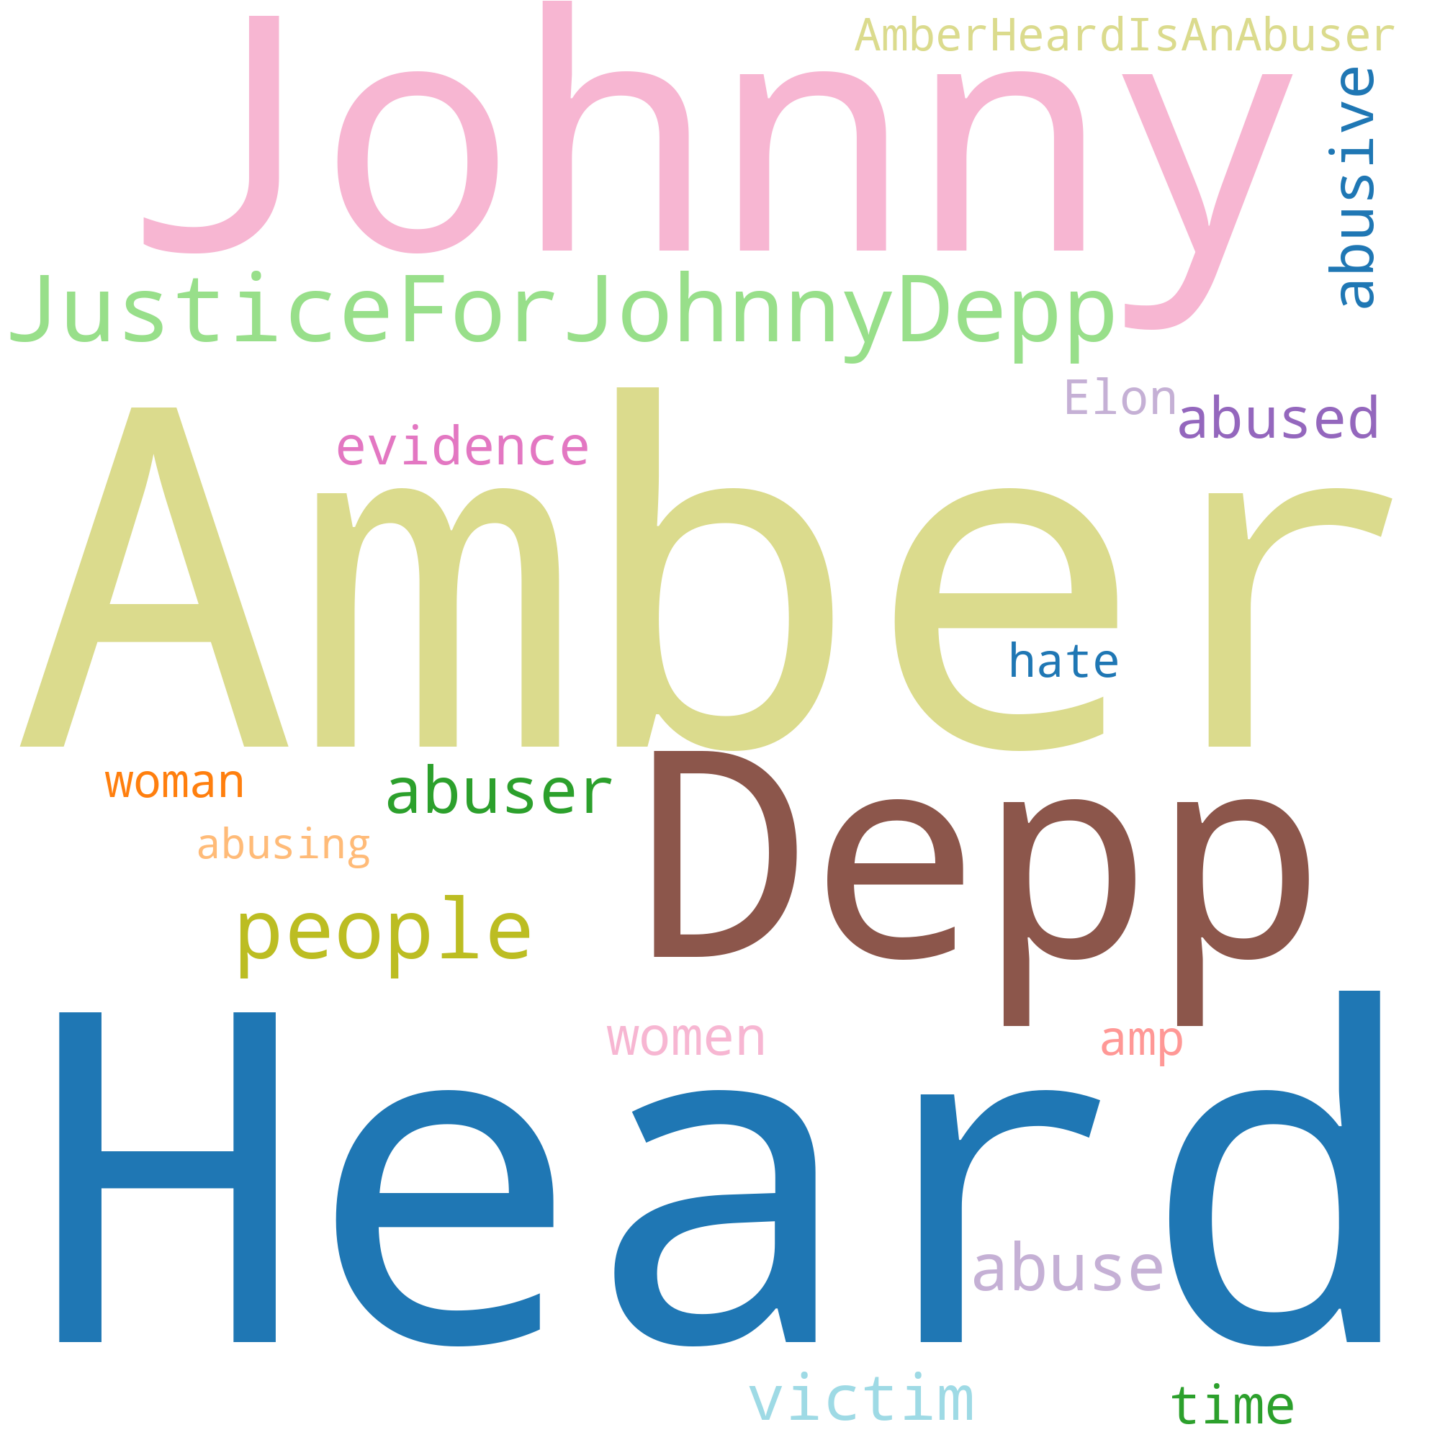 AmberHeardIsAnAbuser
Johnny
abusive
JusticeForJohnnyDepp
Elon
abused
evidence
Amber
hate
woman
abuser
Depp
abusing
people
women
amp
Heard
abuse
victim
time